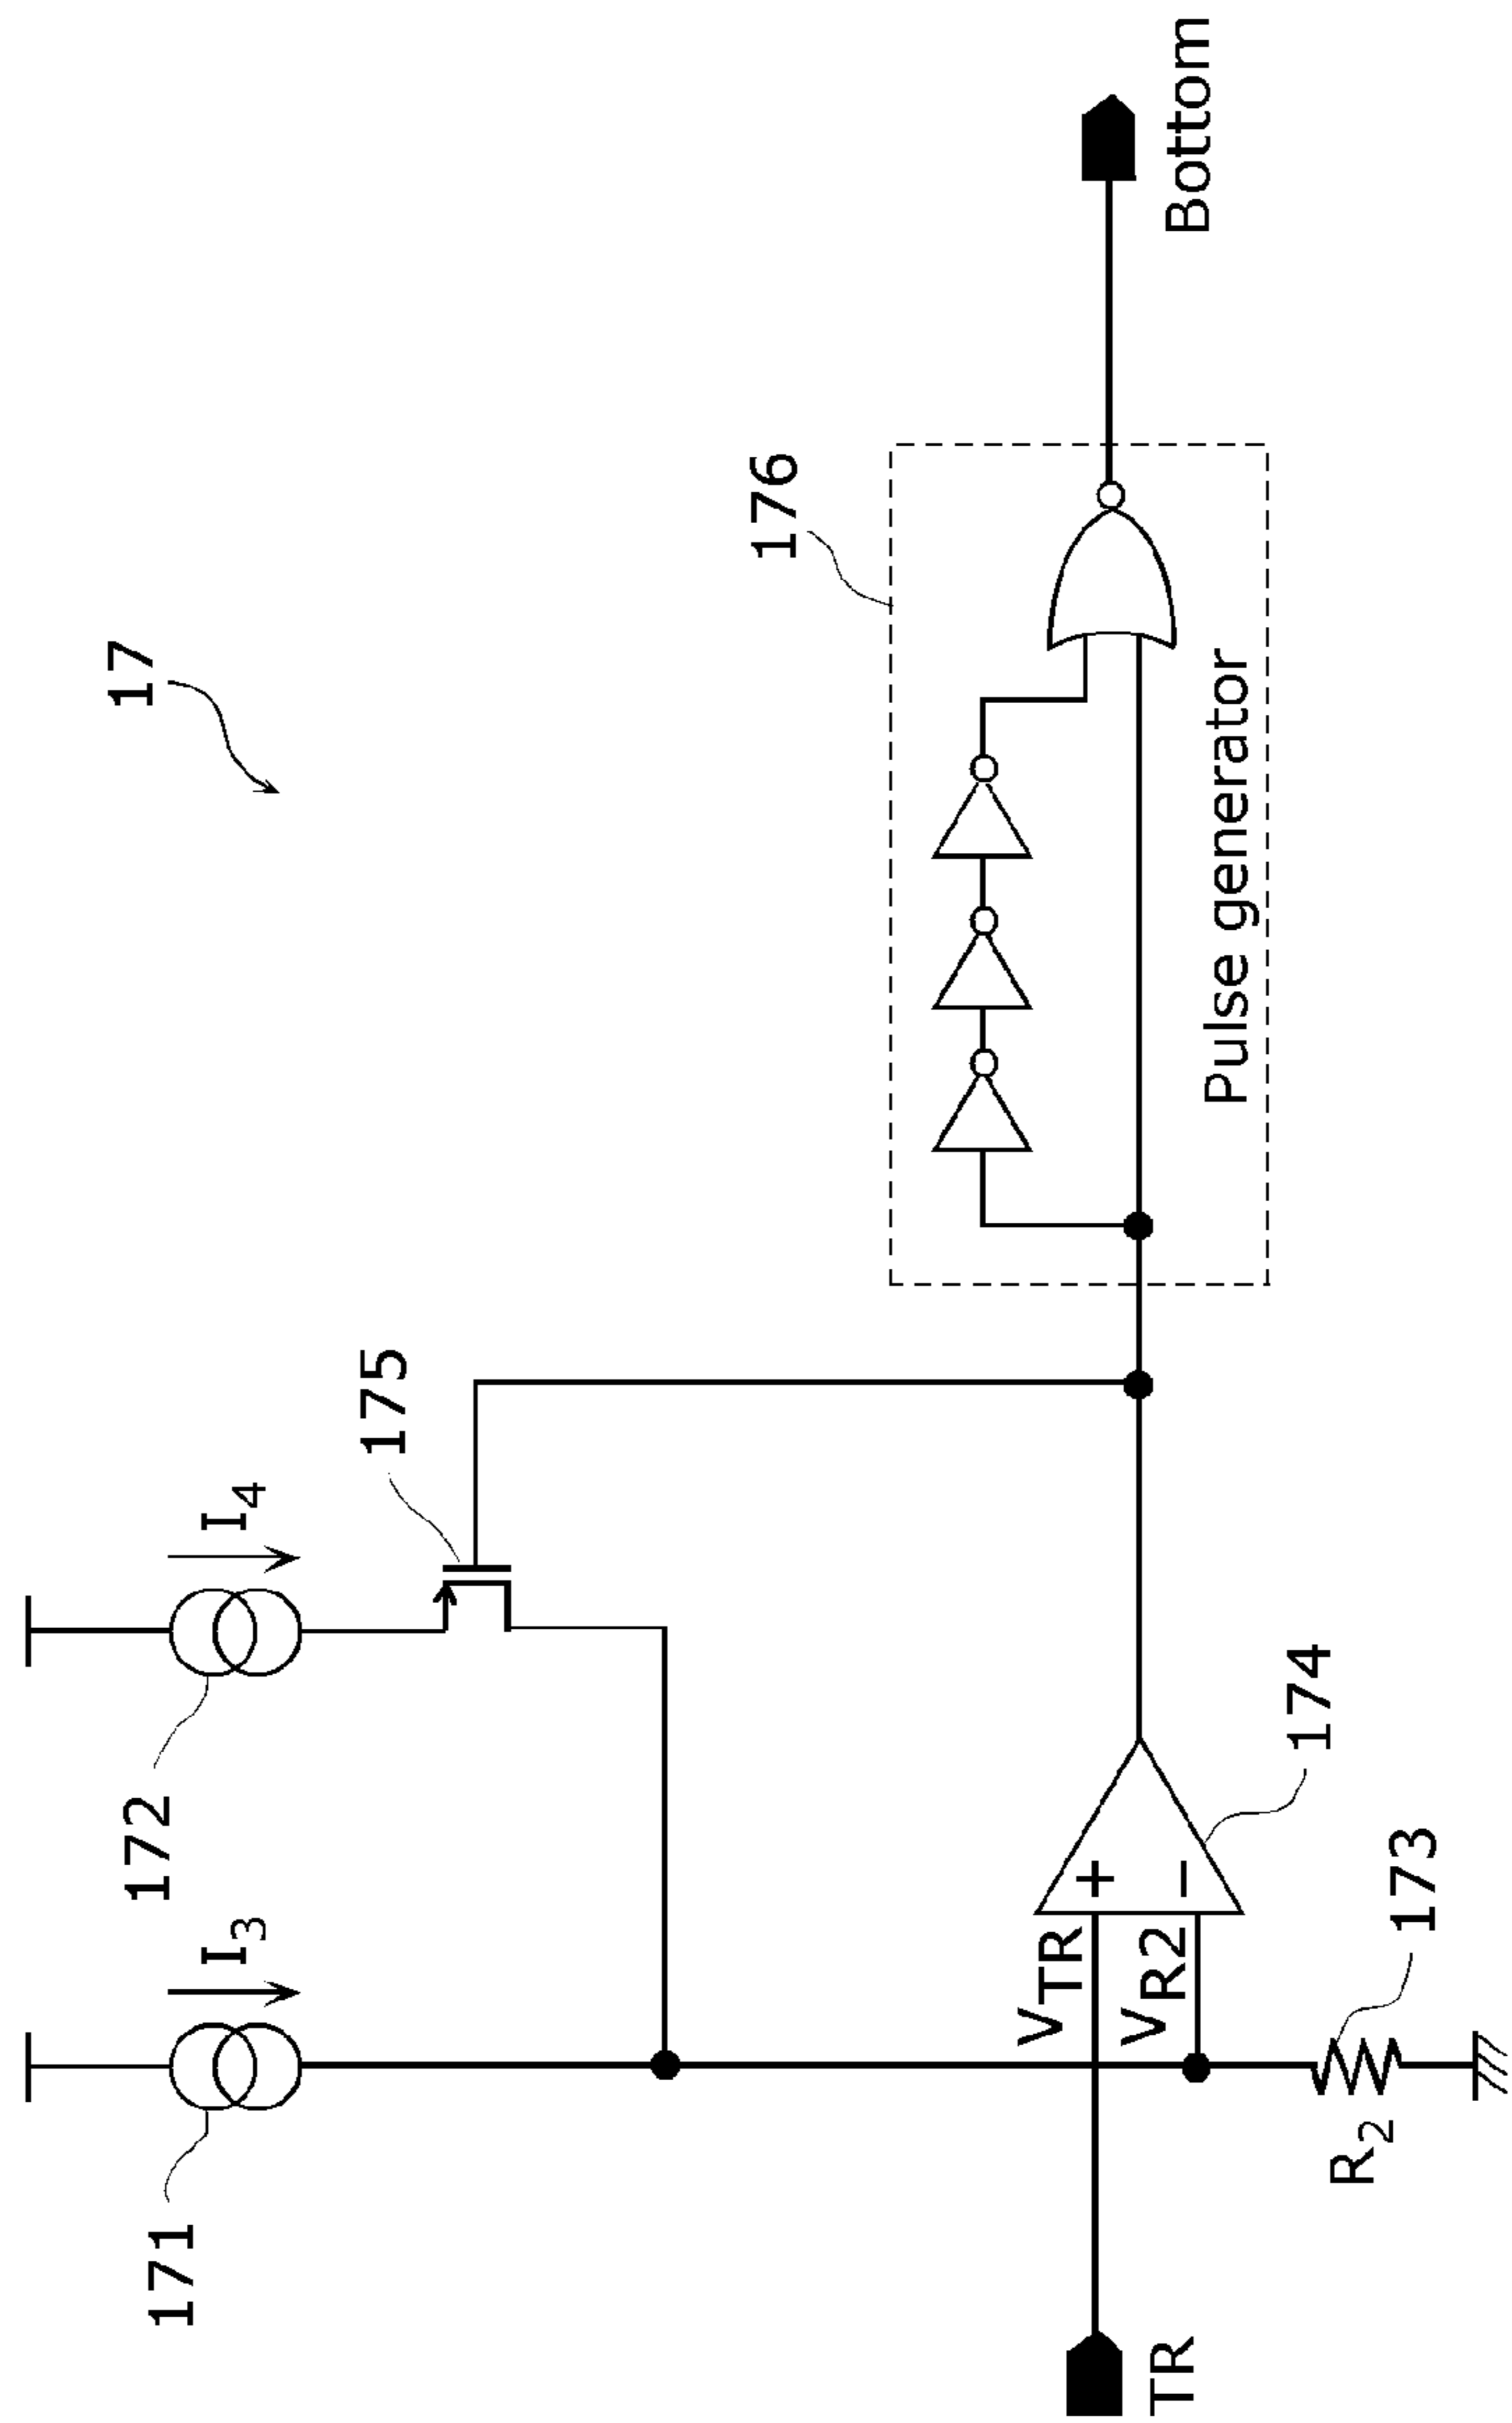 17
171
I3
172
I4
175
176
TR
VTR
VR2
+
−
174
R2
173
Pulse generator
Bottom